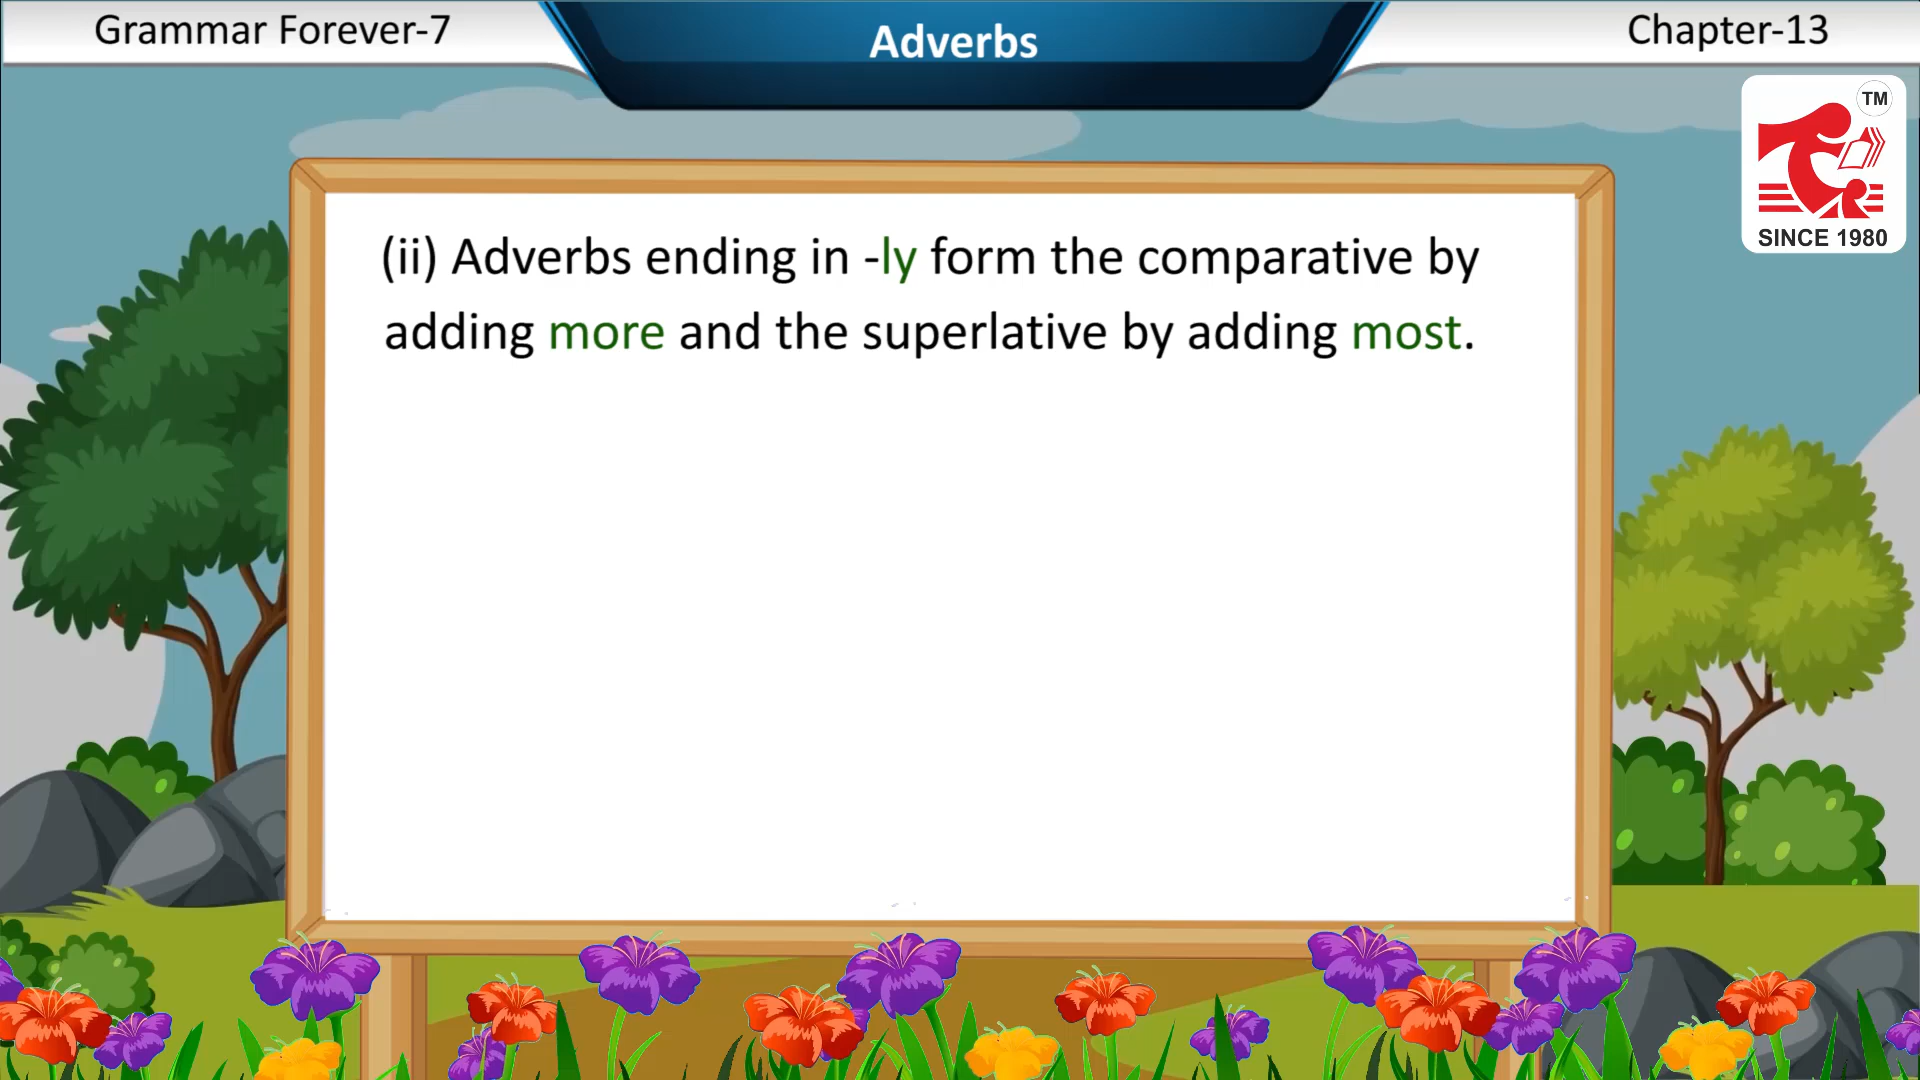 Grammar Forever-7
Adverbs
Chapter-13
TM
SINCE 1980
(ii) Adverbs ending in -ly form the comparative by
adding more and the superlative by adding most.